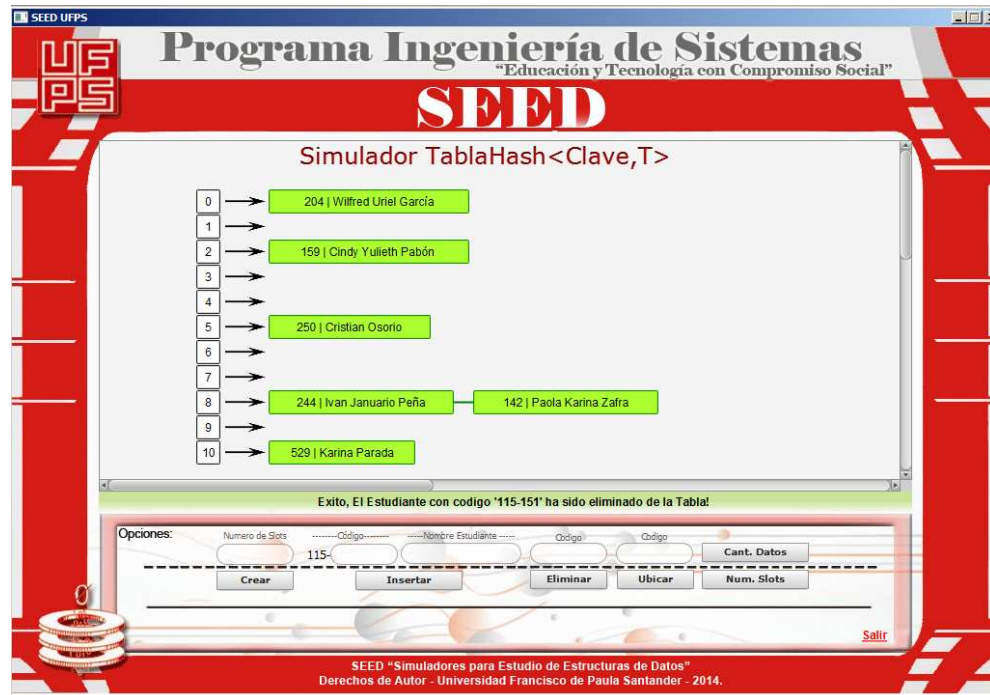 SEED UFPS
UFPS
Programa Ingeniería de Sistemas
“Educación y Tecnología con Compromiso Social”
SEED
Simulador TablaHash<Clave,T>
0 204 | Wilfred Uriel García
1
2 159 | Cindy Yulieth Pabón
3
4
5 250 | Cristian Osorio
6
7
8 244 | Ivan Januario Peña 142 | Paola Karina Zafra
9
10 529 | Karina Parada
Exito, El Estudiante con codigo '115-151' ha sido eliminado de la Tabla!
Opciones:
Numero de Slots --------Codigo-------- -----Nombre Estudiante ----- Codigo Codigo
115- Cant. Datos
Crear Insertar Eliminar Ubicar Num. Slots
Salir
SEED “Simuladores para Estudio de Estructuras de Datos”
Derechos de Autor - Universidad Francisco de Paula Santander - 2014.